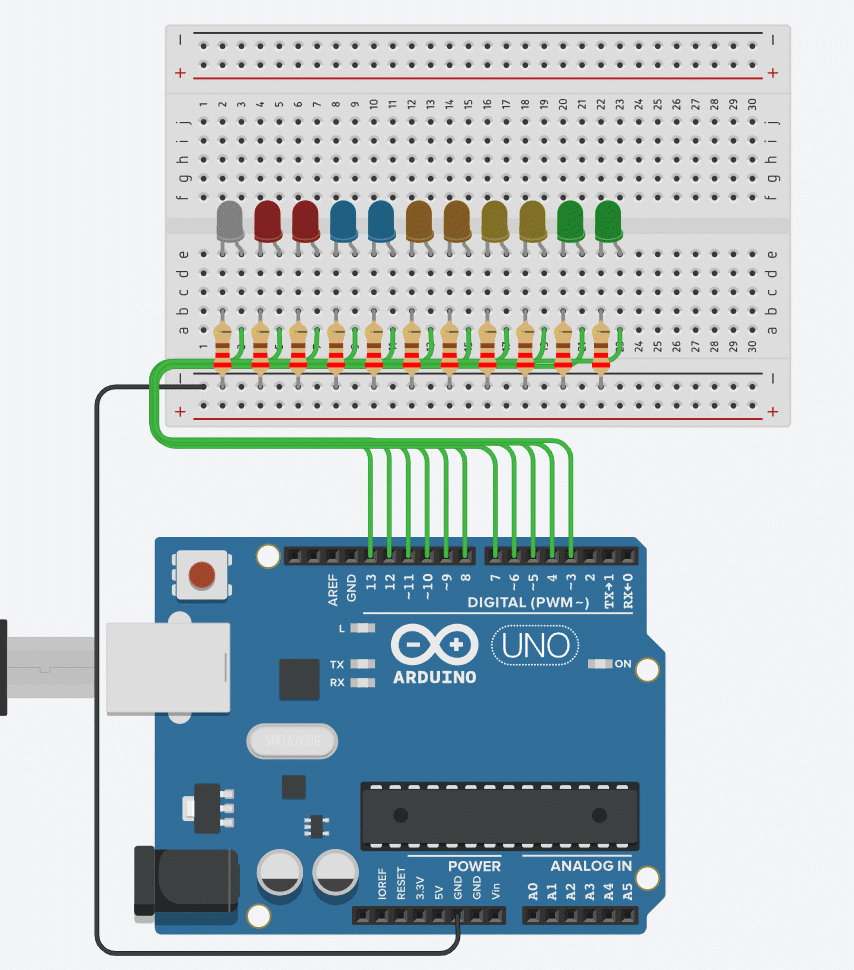 − −
+ +
1 2 3 4 5 6 7 8 9 10 11 12 13 14 15 16 17 18 19 20 21 22 23 24 25 26 27 28 29 30
j j
i i
h h
g g
f f
e e
d d
c c
b b
a a
1 24 25 26 27 28 29 30
− −
+ +
AREF GND 13 12 ~11 ~10 ~9 8 7 ~6 ~5 4 ~3 2 TX→1 RX←0
DIGITAL (PWM~)
L
TX
RX
UNO
ARDUINO
ON
SPK16.000G
POWER ANALOG IN
IOREF RESET 3.3V 5V GND GND Vin A0 A1 A2 A3 A4 A5